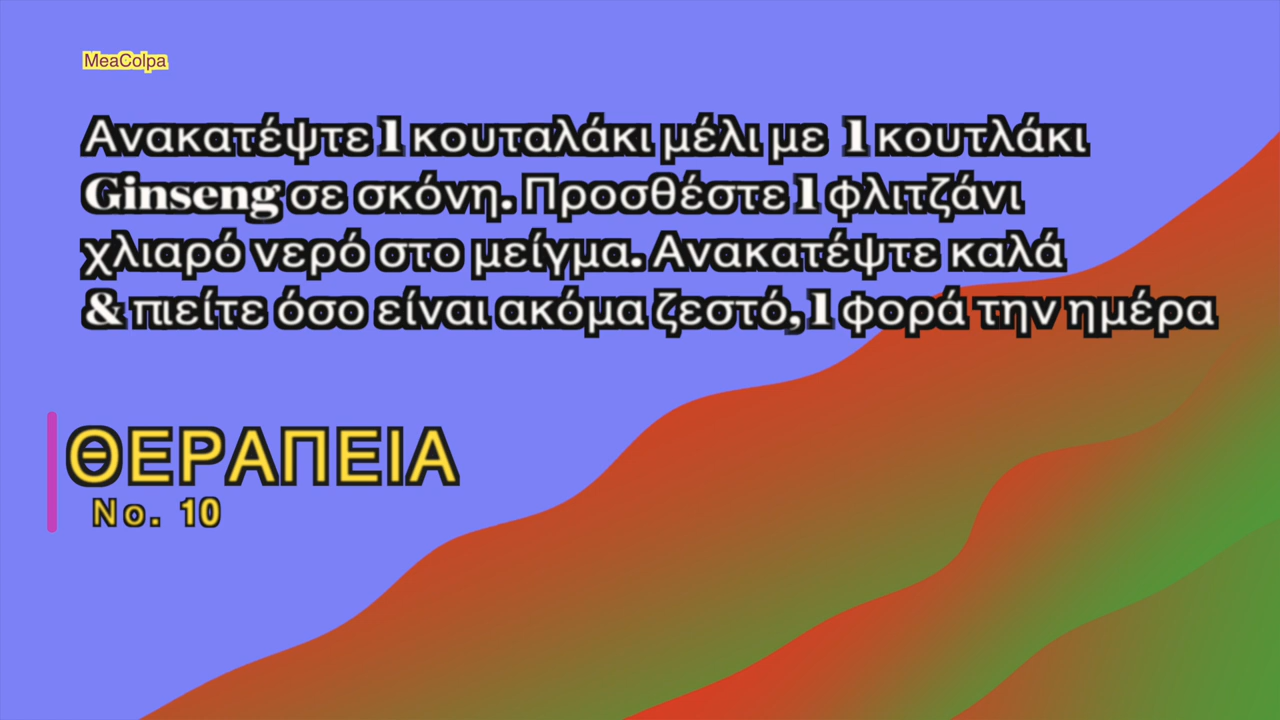 MeaColpa
Ανακατέψτε 1 κουταλάκι μέλι με 1 κουτλάκι
Ginseng σε σκόνη. Προσθέστε 1 φλιτζάνι
χλιαρό νερό στο μείγμα. Ανακατέψτε καλά
& πιείτε όσο είναι ακόμα ζεστό, 1 φορά την ημέρα
ΘΕΡΑΠΕΙΑ
No. 10